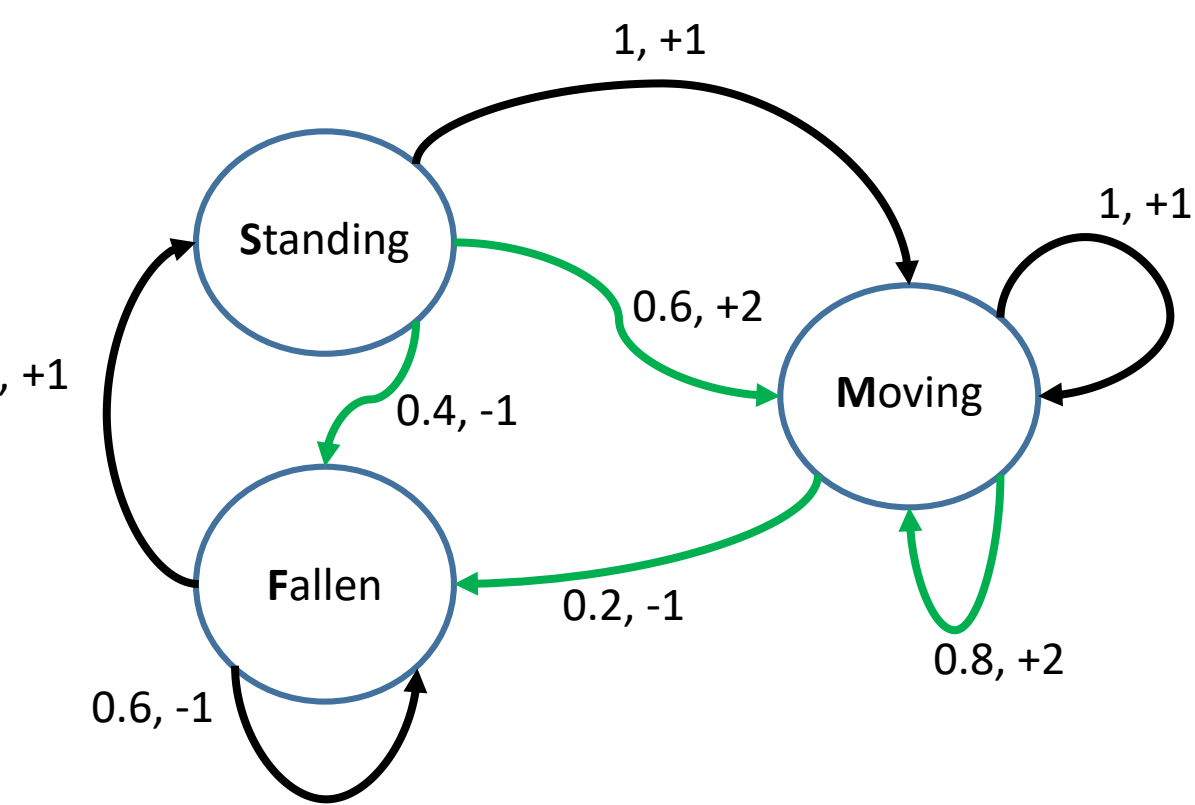 1, +1
1, +1
Standing
0.6, +2
, +1
Moving
0.4, -1
Fallen
0.2, -1
0.8, +2
0.6, -1